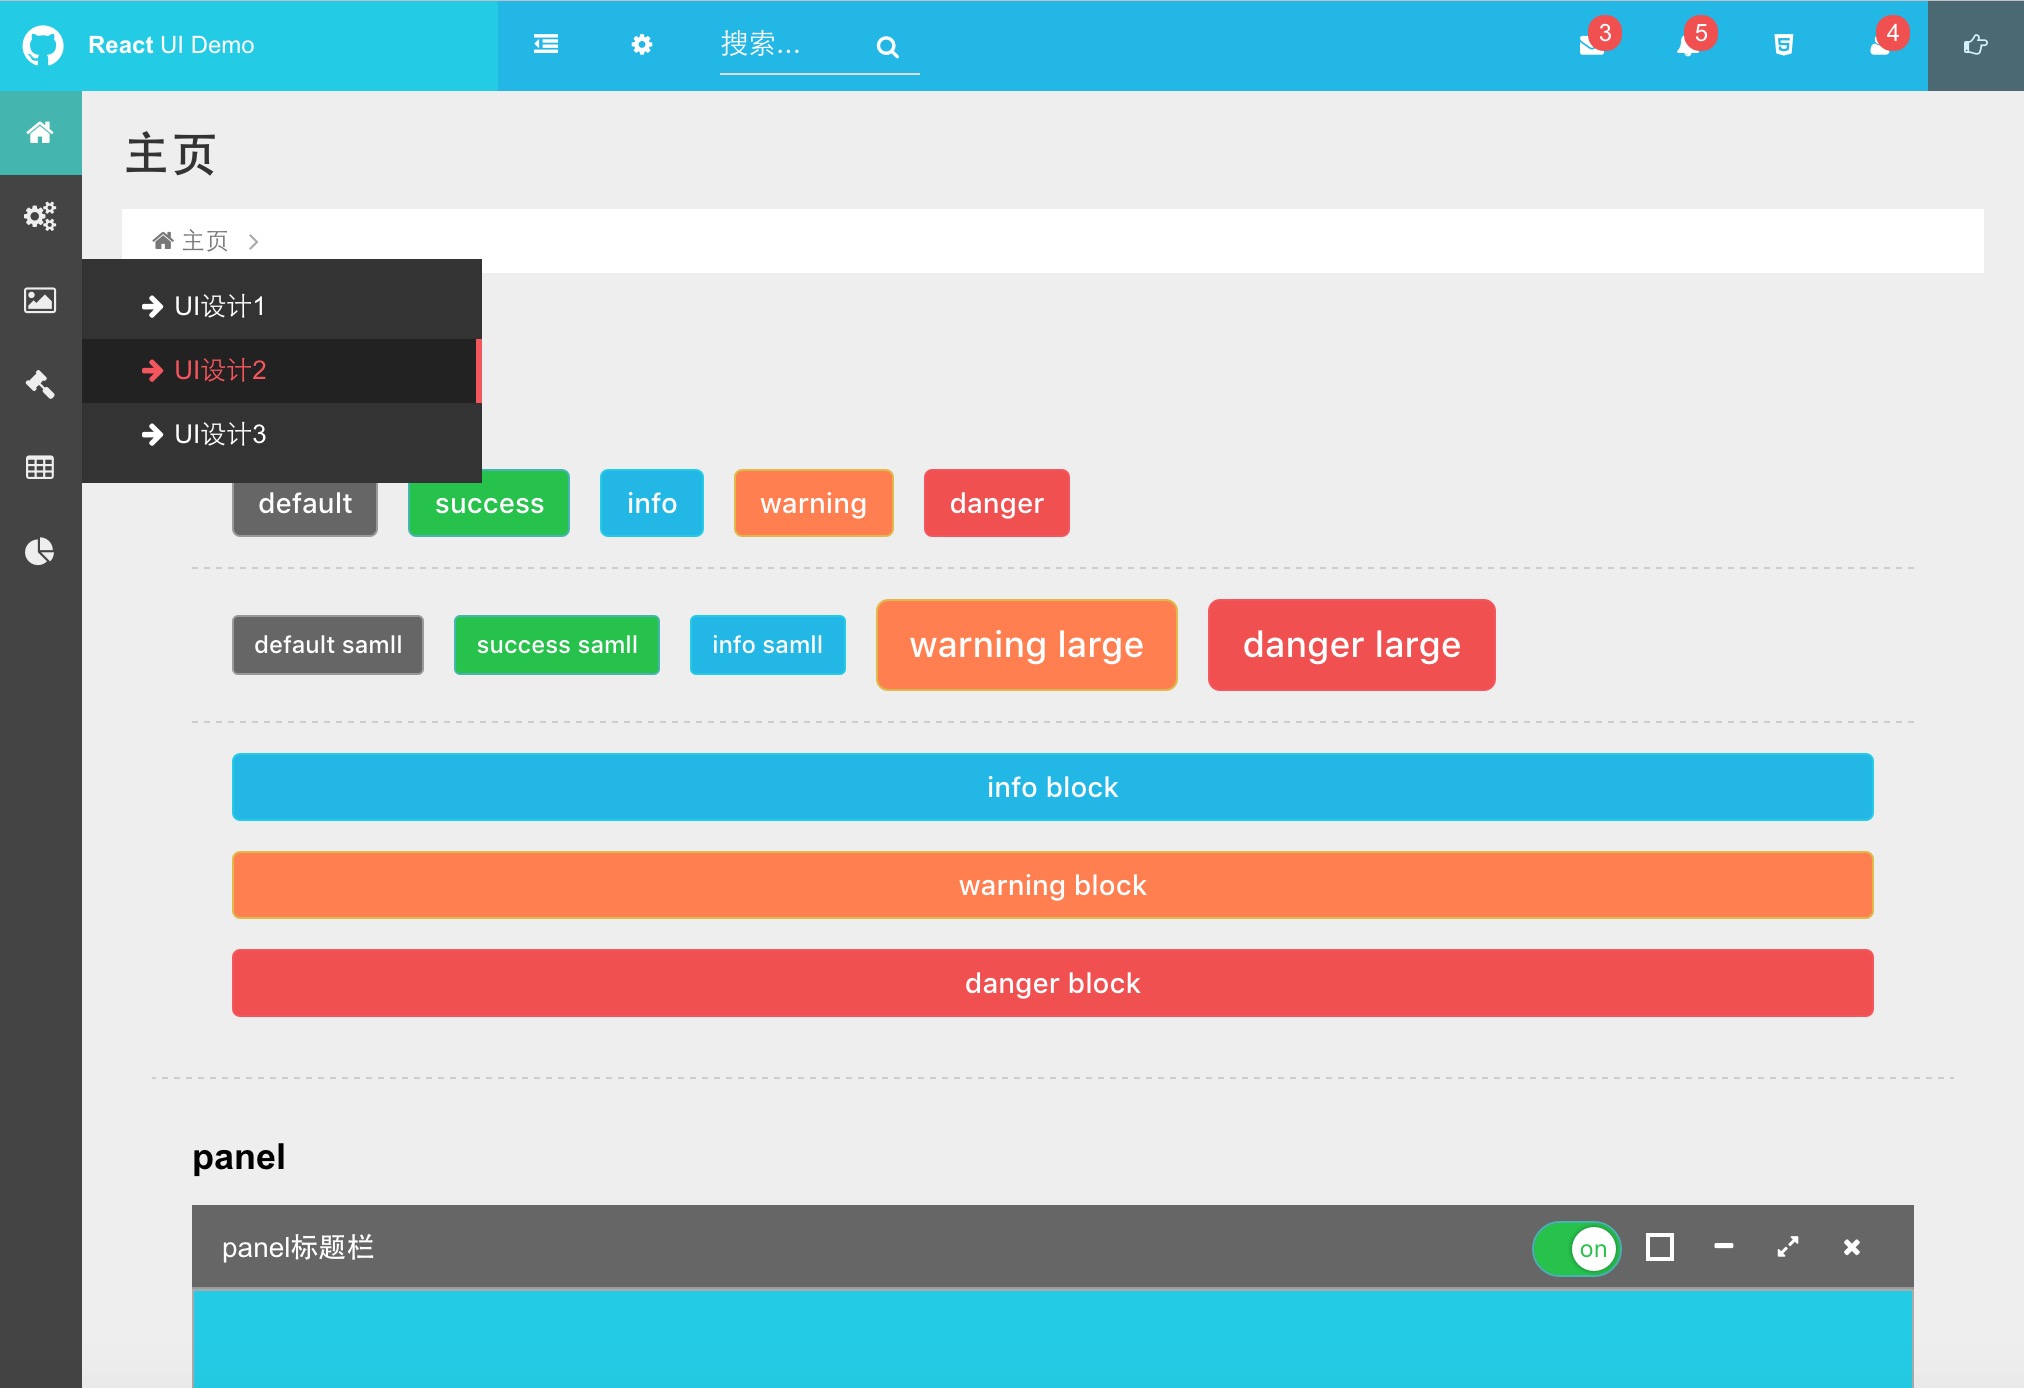 React UI Demo
搜索...
3
5
4
主页
主页
UI设计1
UI设计2
UI设计3
default success info warning danger
default samll success samll info samll warning large danger large
info block
warning block
danger block
panel
panel标题栏
on